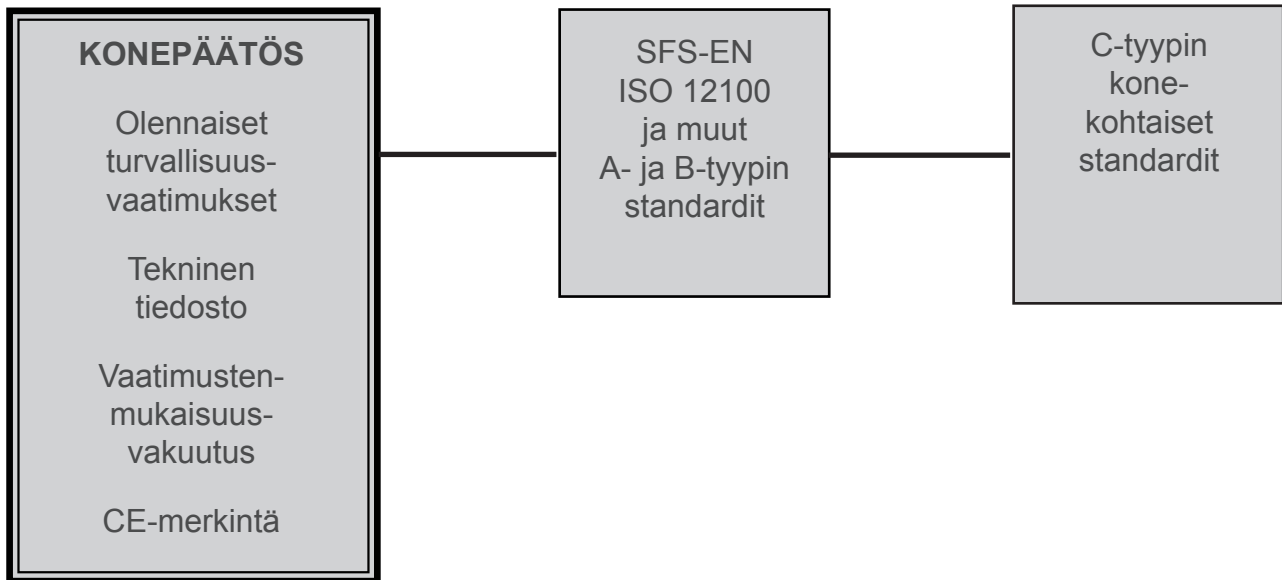 KONEPÄÄTÖS
Olennaiset
turvallisuus-
vaatimukset
Tekninen
tiedosto
Vaatimusten-
mukaisuus-
vakuutus
CE-merkintä
SFS-EN
ISO 12100
ja muut
A- ja B-tyypin
standardit
C-tyypin
kone-
kohtaiset
standardit